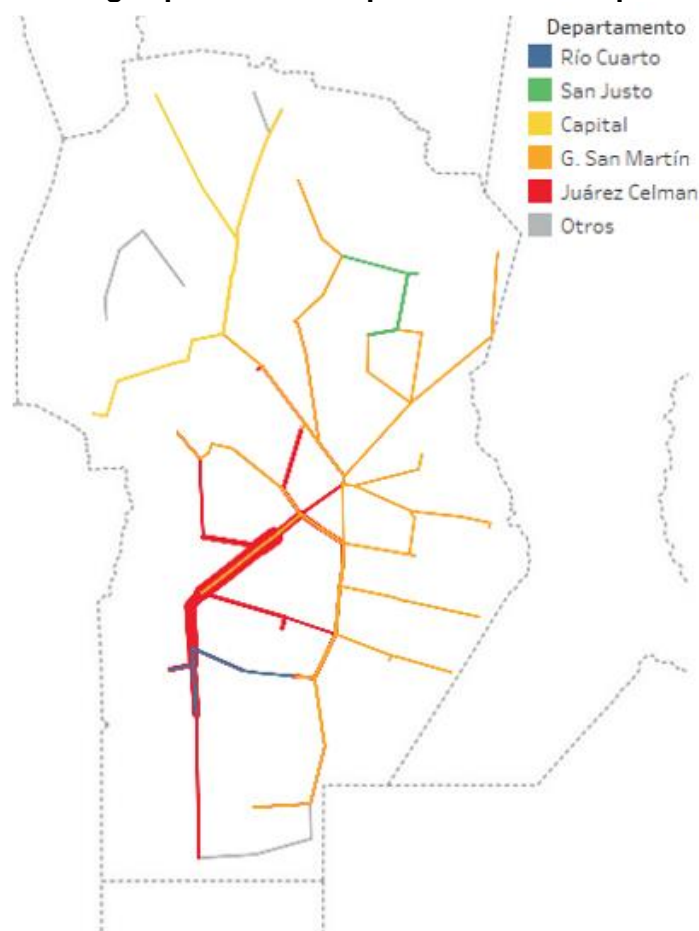 Departamento
Río Cuarto
San Justo
Capital
G. San Martín
Juárez Celman
Otros